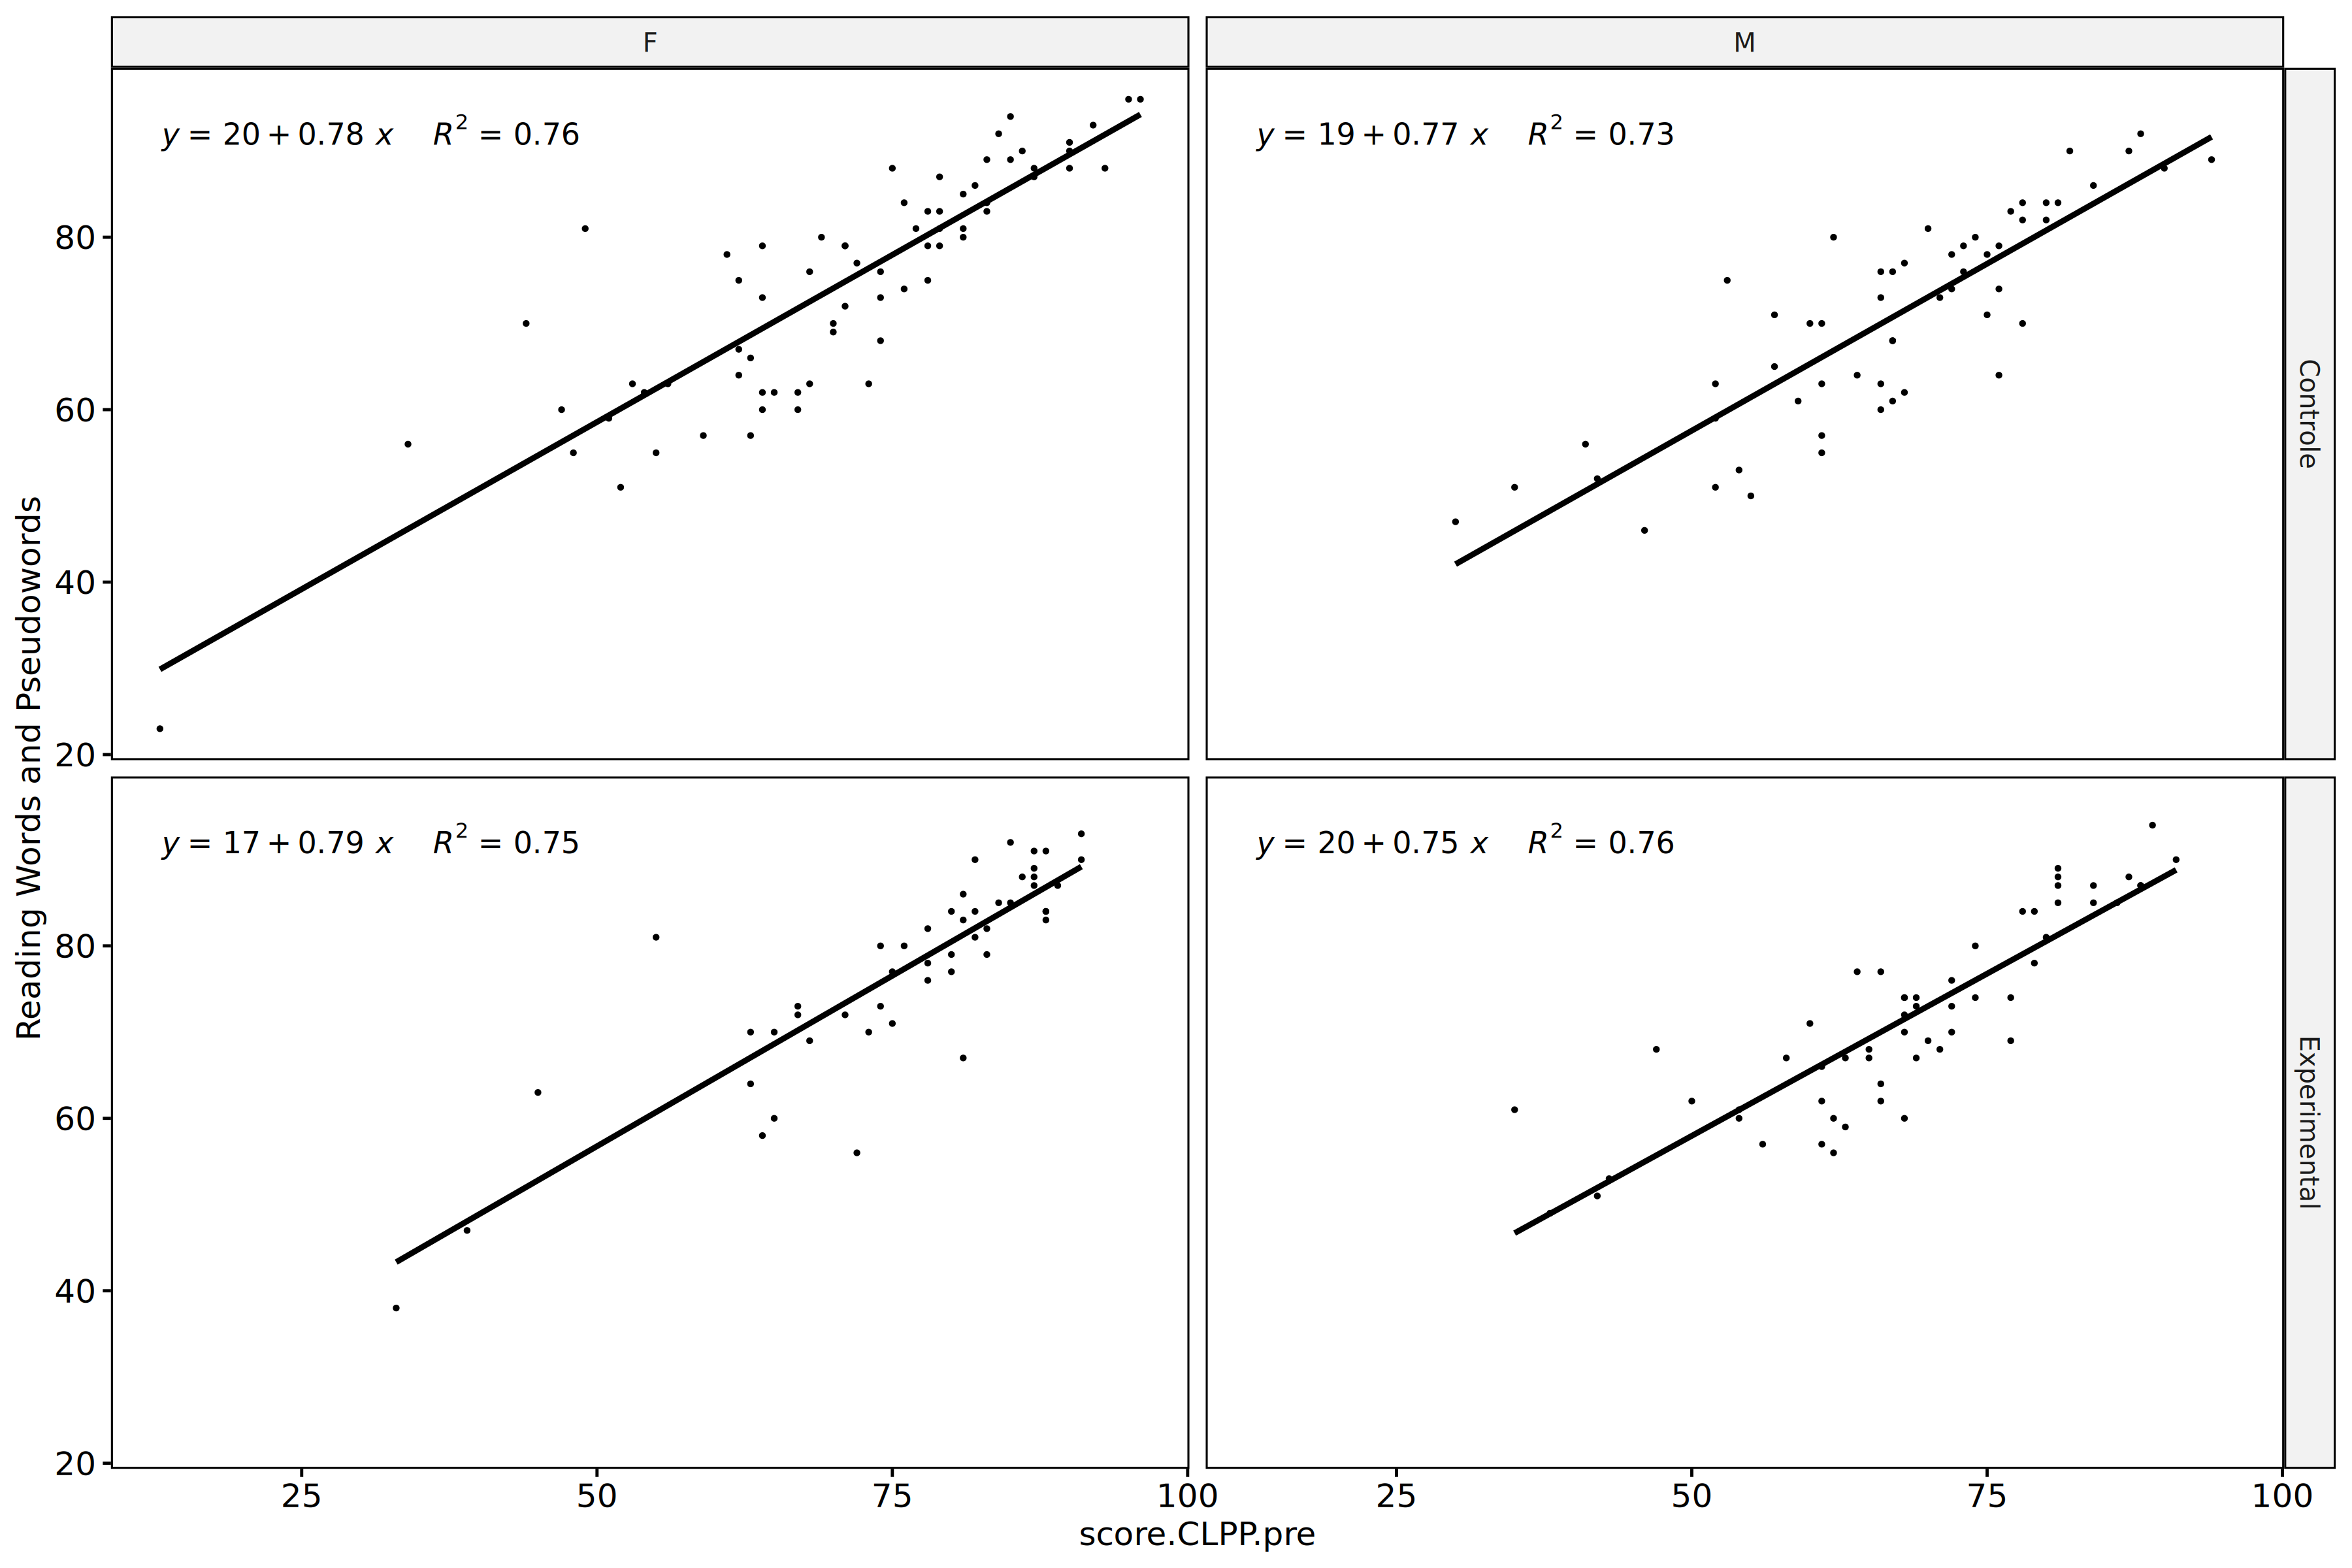 F
M
y = 20 + 0.78 x R² = 0.76
y = 19 + 0.77 x R² = 0.73
80
60
40
20
Controle
Reading Words and Pseudowords
y = 17 + 0.79 x R² = 0.75
y = 20 + 0.75 x R² = 0.76
80
60
40
20
Experimental
25 50 75 100 25 50 75 100
score.CLPP.pre